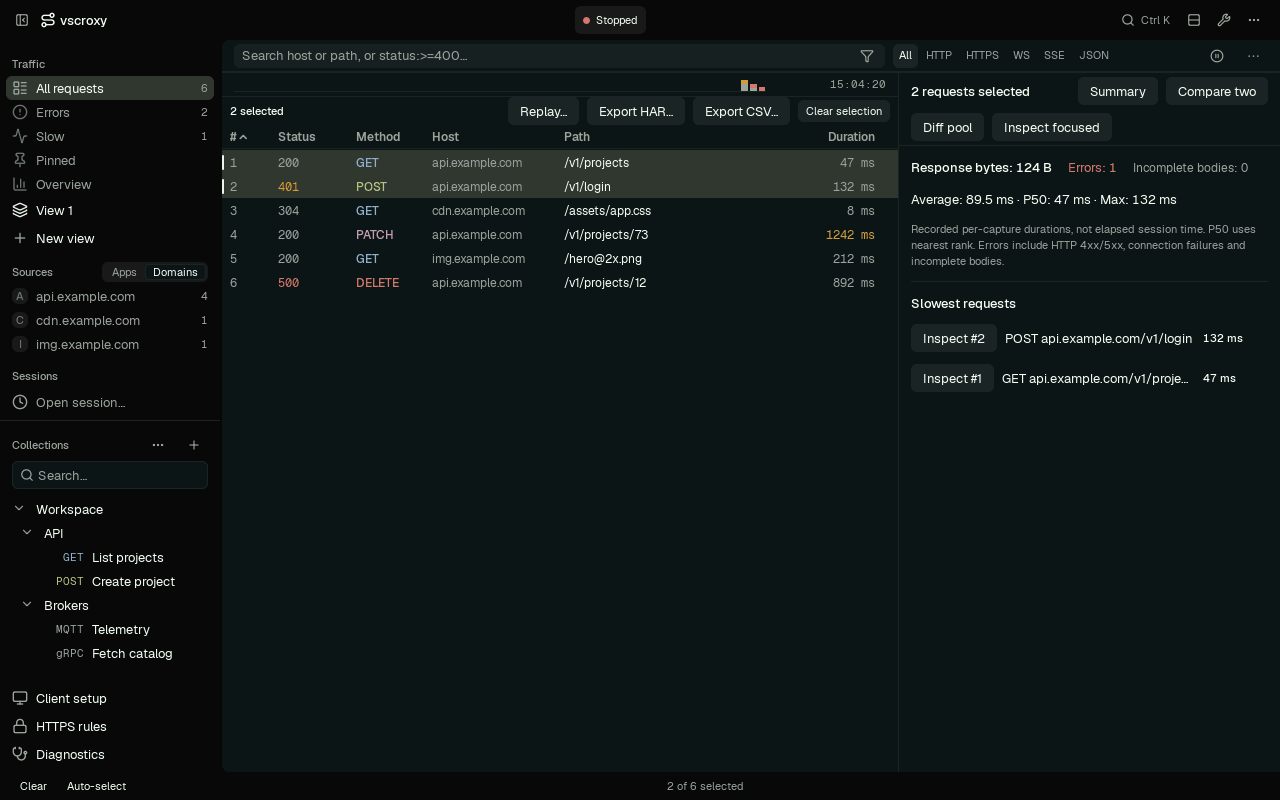 vscroxy
Stopped
Ctrl K
Traffic
All requests 6
Errors 2
Slow 1
Pinned
Overview
View 1
New view
Sources Apps Domains
A api.example.com 4
C cdn.example.com 1
I img.example.com 1
Sessions
Open session...
Collections
Search...
Workspace
API
GET List projects
POST Create project
Brokers
MQTT Telemetry
gRPC Fetch catalog
Client setup
HTTPS rules
Diagnostics
Clear Auto-select
Search host or path, or status:>=400...
All HTTP HTTPS WS SSE JSON
15:04:20
2 selected Replay... Export HAR... Export CSV... Clear selection
# Status Method Host Path Duration
1 200 GET api.example.com /v1/projects 47 ms
2 401 POST api.example.com /v1/login 132 ms
3 304 GET cdn.example.com /assets/app.css 8 ms
4 200 PATCH api.example.com /v1/projects/73 1242 ms
5 200 GET img.example.com /hero@2x.png 212 ms
6 500 DELETE api.example.com /v1/projects/12 892 ms
2 requests selected Summary Compare two
Diff pool Inspect focused
Response bytes: 124 B Errors: 1 Incomplete bodies: 0
Average: 89.5 ms · P50: 47 ms · Max: 132 ms
Recorded per-capture durations, not elapsed session time. P50 uses
nearest rank. Errors include HTTP 4xx/5xx, connection failures and
incomplete bodies.
Slowest requests
Inspect #2 POST api.example.com/v1/login 132 ms
Inspect #1 GET api.example.com/v1/proje... 47 ms
2 of 6 selected